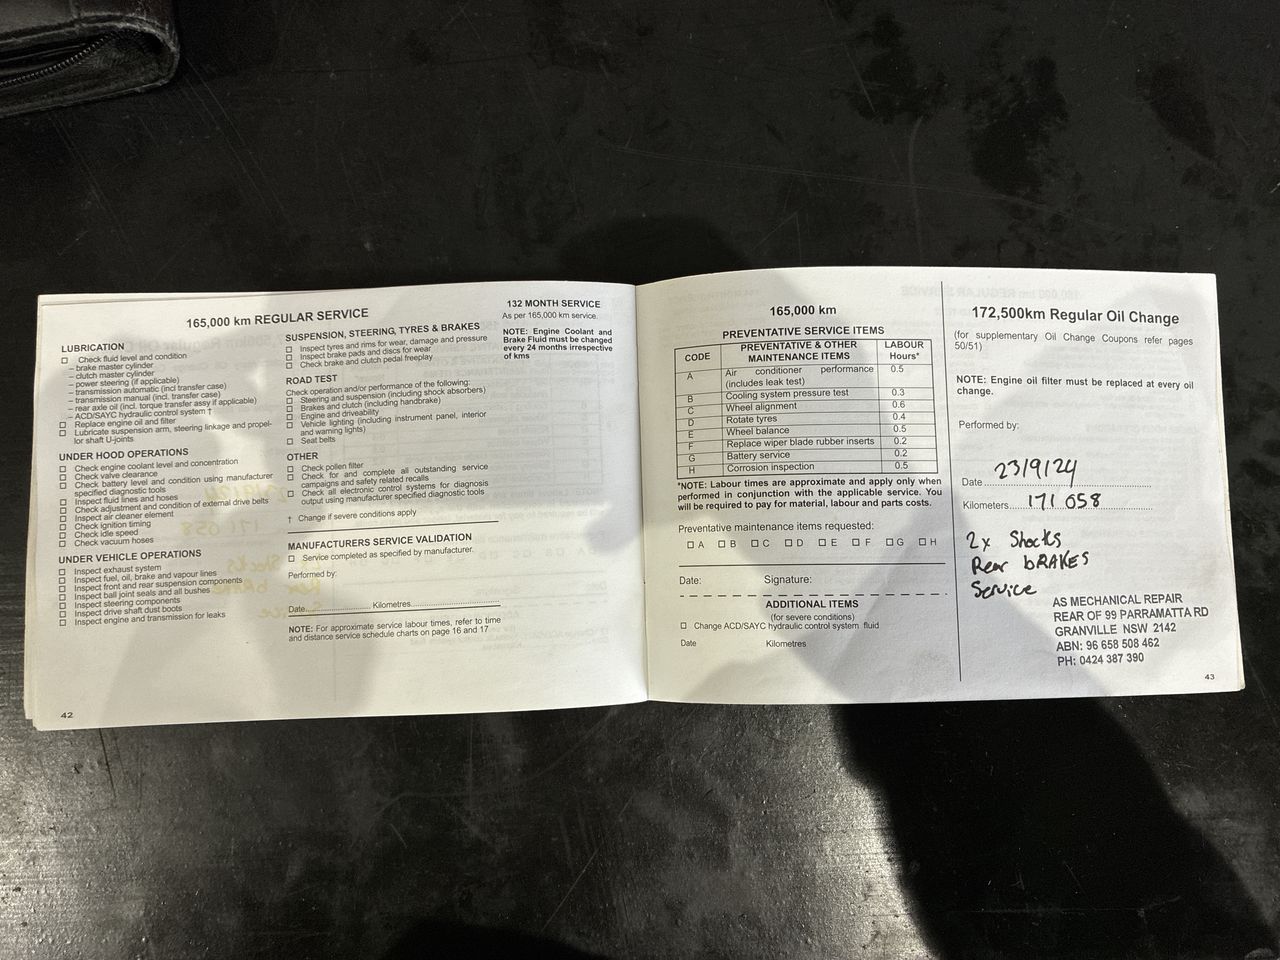 165,000 km REGULAR SERVICE
LUBRICATION
Check fluid level and condition
– brake master cylinder
– clutch master cylinder
– power steering (if applicable)
– transmission automatic (incl transfer case)
– transmission manual (incl. transfer case)
– rear axle oil (incl. torque transfer assy if applicable)
– ACD/SAYC hydraulic control system †
Replace engine oil and filter
Lubricate suspension arm, steering linkage and propel-
lor shaft U-joints
UNDER HOOD OPERATIONS
Check engine coolant level and concentration
Check valve clearance
Check battery level and condition using manufacturer
specified diagnostic tools
Inspect fluid lines and hoses
Check adjustment and condition of external drive belts
Inspect air cleaner element
Check ignition timing
Check idle speed
Check vacuum hoses
UNDER VEHICLE OPERATIONS
Inspect exhaust system
Inspect fuel, oil, brake and vapour lines
Inspect front and rear suspension components
Inspect ball joint seals and all bushes
Inspect steering components
Inspect drive shaft dust boots
Inspect engine and transmission for leaks
SUSPENSION, STEERING, TYRES & BRAKES
Inspect tyres and rims for wear, damage and pressure
Inspect brake pads and discs for wear
Check brake and clutch pedal freeplay
ROAD TEST
Check operation and/or performance of the following:
Steering and suspension (including shock absorbers)
Brakes and clutch (including handbrake)
Engine and driveability
Vehicle lighting (including instrument panel, interior
and warning lights)
Seat belts
OTHER
Check pollen filter
Check for and complete all outstanding service
campaigns and safety related recalls
Check all electronic control systems for diagnosis
output using manufacturer specified diagnostic tools
† Change if severe conditions apply
MANUFACTURERS SERVICE VALIDATION
Service completed as specified by manufacturer.
Performed by:
Date........................ Kilometres................................
NOTE: For approximate service labour times, refer to time
and distance service schedule charts on page 16 and 17
132 MONTH SERVICE
As per 165,000 km service.
NOTE: Engine Coolant and
Brake Fluid must be changed
every 24 months irrespective
of kms
42
165,000 km
PREVENTATIVE SERVICE ITEMS
CODE PREVENTATIVE & OTHER MAINTENANCE ITEMS LABOUR Hours*
A Air conditioner performance (includes leak test) 0.5
B Cooling system pressure test 0.3
C Wheel alignment 0.6
D Rotate tyres 0.4
E Wheel balance 0.5
F Replace wiper blade rubber inserts 0.2
G Battery service 0.2
H Corrosion inspection 0.5
*NOTE: Labour times are approximate and apply only when
performed in conjunction with the applicable service. You
will be required to pay for material, labour and parts costs.
Preventative maintenance items requested:
A B C D E F G H
Date: Signature:
ADDITIONAL ITEMS
(for severe conditions)
Change ACD/SAYC hydraulic control system fluid
Date Kilometres
172,500km Regular Oil Change
(for supplementary Oil Change Coupons refer pages
50/51)
NOTE: Engine oil filter must be replaced at every oil
change.
Performed by:
Date 23/9/24
Kilometers 171 058
2x Shocks
Rear bRAKES
Service
AS MECHANICAL REPAIR
REAR OF 99 PARRAMATTA RD
GRANVILLE NSW 2142
ABN: 96 658 508 462
PH: 0424 387 390
43